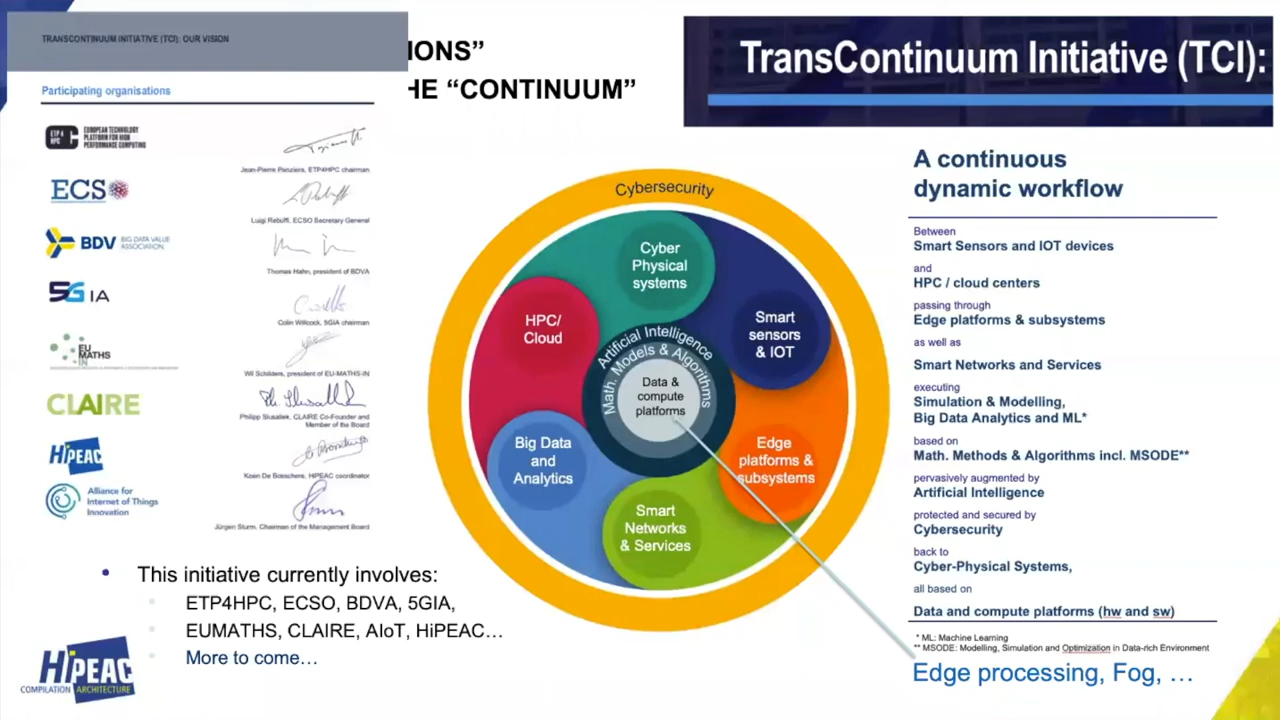 TRANSCONTINUUM INITIATIVE (TCI): OUR VISION
IONS”
HE “CONTINUUM”
TransContinuum Initiative (TCI):
Participating organisations
ETP 4 HPC
EUROPEAN TECHNOLOGY
PLATFORM FOR HIGH
PERFORMANCE COMPUTING
Jean-Pierre Panziera, ETP4HPC chairman
ECS
Luigi Rebuffi, ECSO Secretary General
BDV BIG DATA VALUE
ASSOCIATION
Thomas Hahn, president of BDVA
5G IA
Colin Willcock, 5GIA chairman
EU
MATHS
IN
Wil Schilders, president of EU-MATHS-IN
CLAIRE
Philipp Slusallek, CLAIRE Co-Founder and
Member of the Board
HiPEAC
Koen De Bosschere, HiPEAC coordinator
Alliance for
Internet of Things
Innovation
Jürgen Sturm, Chairman of the Management Board
• This initiative currently involves:
ETP4HPC, ECSO, BDVA, 5GIA,
EUMATHS, CLAIRE, AIoT, HiPEAC…
More to come…
HiPEAC
COMPILATION ARCHITECTURE
Cybersecurity
Cyber
Physical
systems
HPC/
Cloud
Smart
sensors
& IOT
Artificial Intelligence
Math. Models & Algorithms
Data &
compute
platforms
Big Data
and
Analytics
Edge
platforms &
subsystems
Smart
Networks
& Services
A continuous
dynamic workflow
Between
Smart Sensors and IOT devices
and
HPC / cloud centers
passing through
Edge platforms & subsystems
as well as
Smart Networks and Services
executing
Simulation & Modelling,
Big Data Analytics and ML*
based on
Math. Methods & Algorithms incl. MSODE**
pervasively augmented by
Artificial Intelligence
protected and secured by
Cybersecurity
back to
Cyber-Physical Systems,
all based on
Data and compute platforms (hw and sw)
* ML: Machine Learning
** MSODE: Modelling, Simulation and Optimization in Data-rich Environment
Edge processing, Fog, …